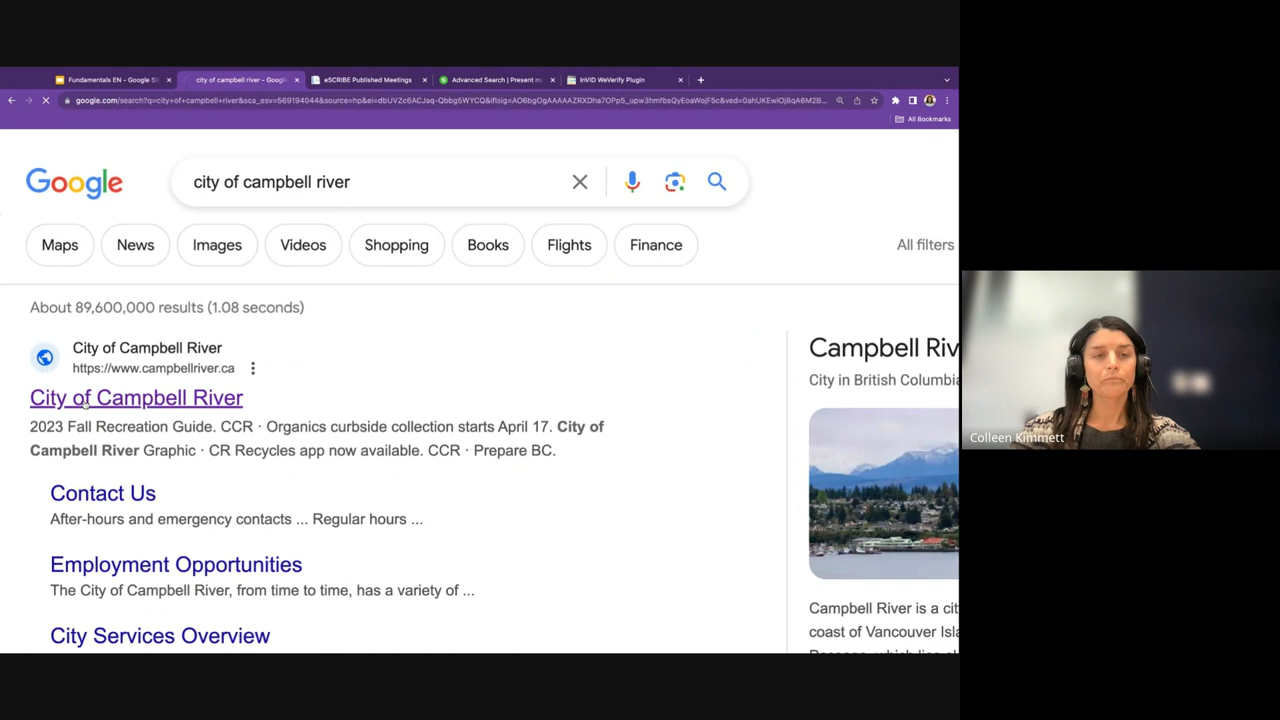 Fundamentals EN - Google Sli
city of campbell river - Google
eSCRIBE Published Meetings
Advanced Search | Present m
InVID WeVerify Plugin
All Bookmarks
Google
city of campbell river
Maps
News
Images
Videos
Shopping
Books
Flights
Finance
All filters
About 89,600,000 results (1.08 seconds)
City of Campbell River
https://www.campbellriver.ca
City of Campbell River
2023 Fall Recreation Guide. CCR · Organics curbside collection starts April 17. City of
Campbell River Graphic · CR Recycles app now available. CCR · Prepare BC.
Contact Us
After-hours and emergency contacts ... Regular hours ...
Employment Opportunities
The City of Campbell River, from time to time, has a variety of ...
City Services Overview
Campbell Riv
City in British Columbia
Campbell River is a cit
coast of Vancouver Isla
Colleen Kimmett